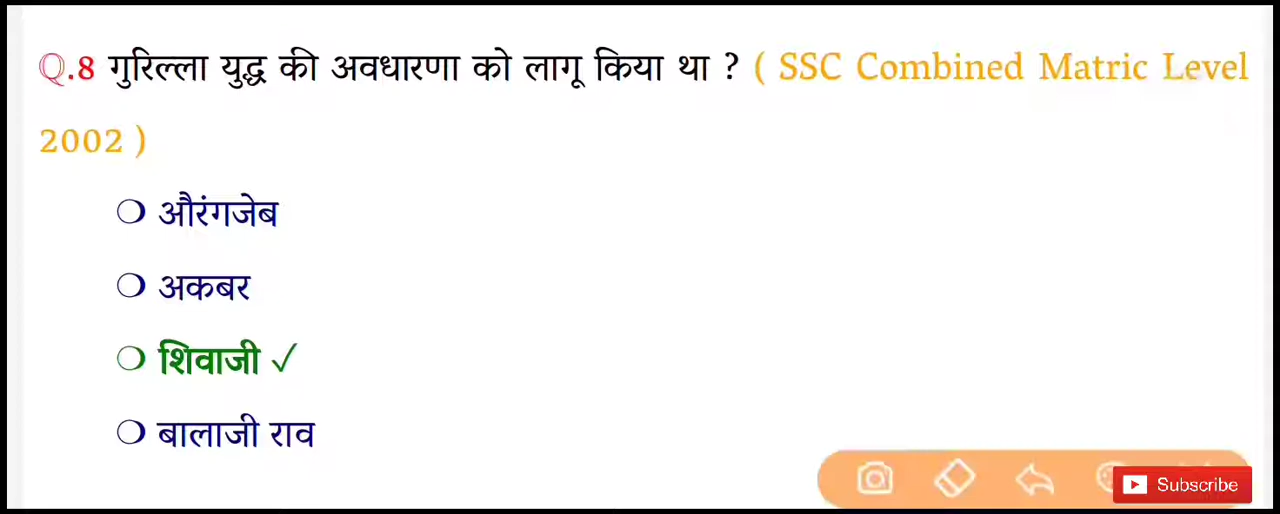 Q.8 गुरिल्ला युद्ध की अवधारणा को लागू किया था ? ( SSC Combined Matric Level
2002 )
औरंगजेब
अकबर
शिवाजी ✓
बालाजी राव
Subscribe